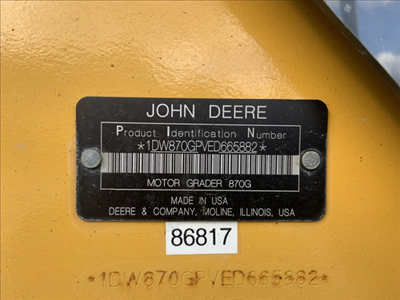 JOHN DEERE
Product Identification Number
*1DW870GPVED665882*
MOTOR GRADER 870G
MADE IN USA
DEERE & COMPANY, MOLINE, ILLINOIS, USA
86817
*1DW870GPVED665882*